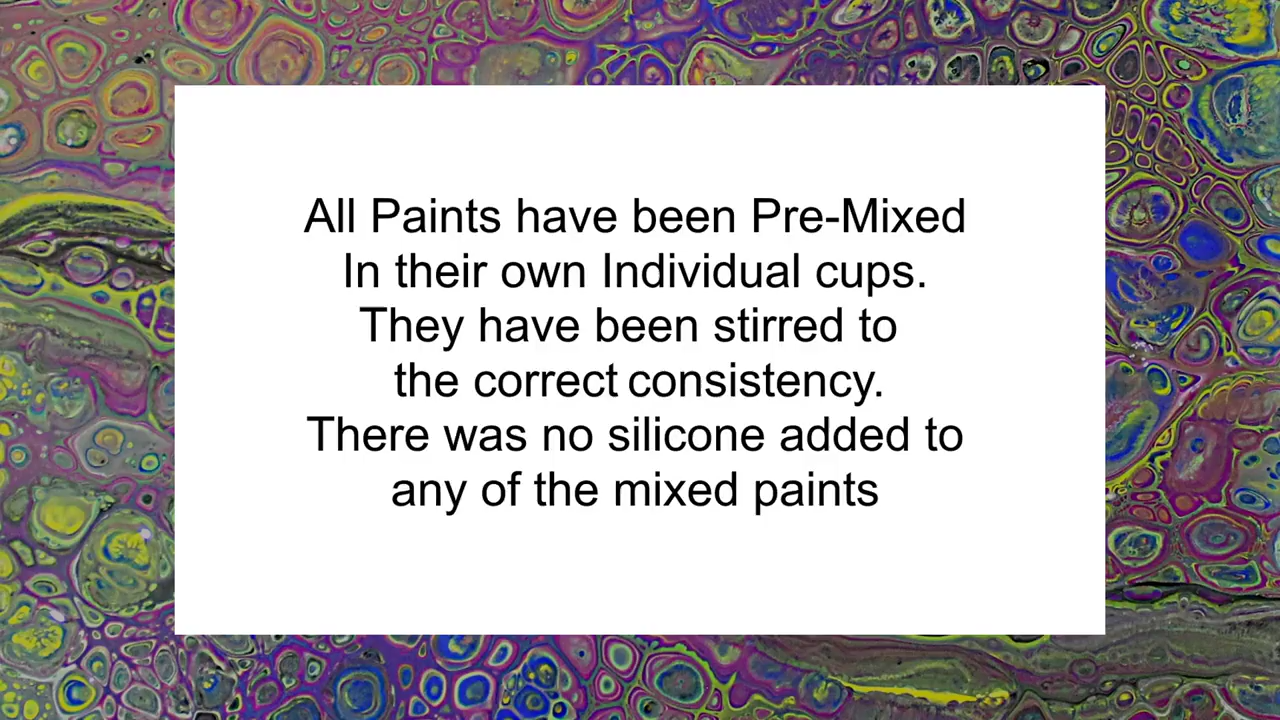 All Paints have been Pre-Mixed
In their own Individual cups.
They have been stirred to
the correct consistency.
There was no silicone added to
any of the mixed paints